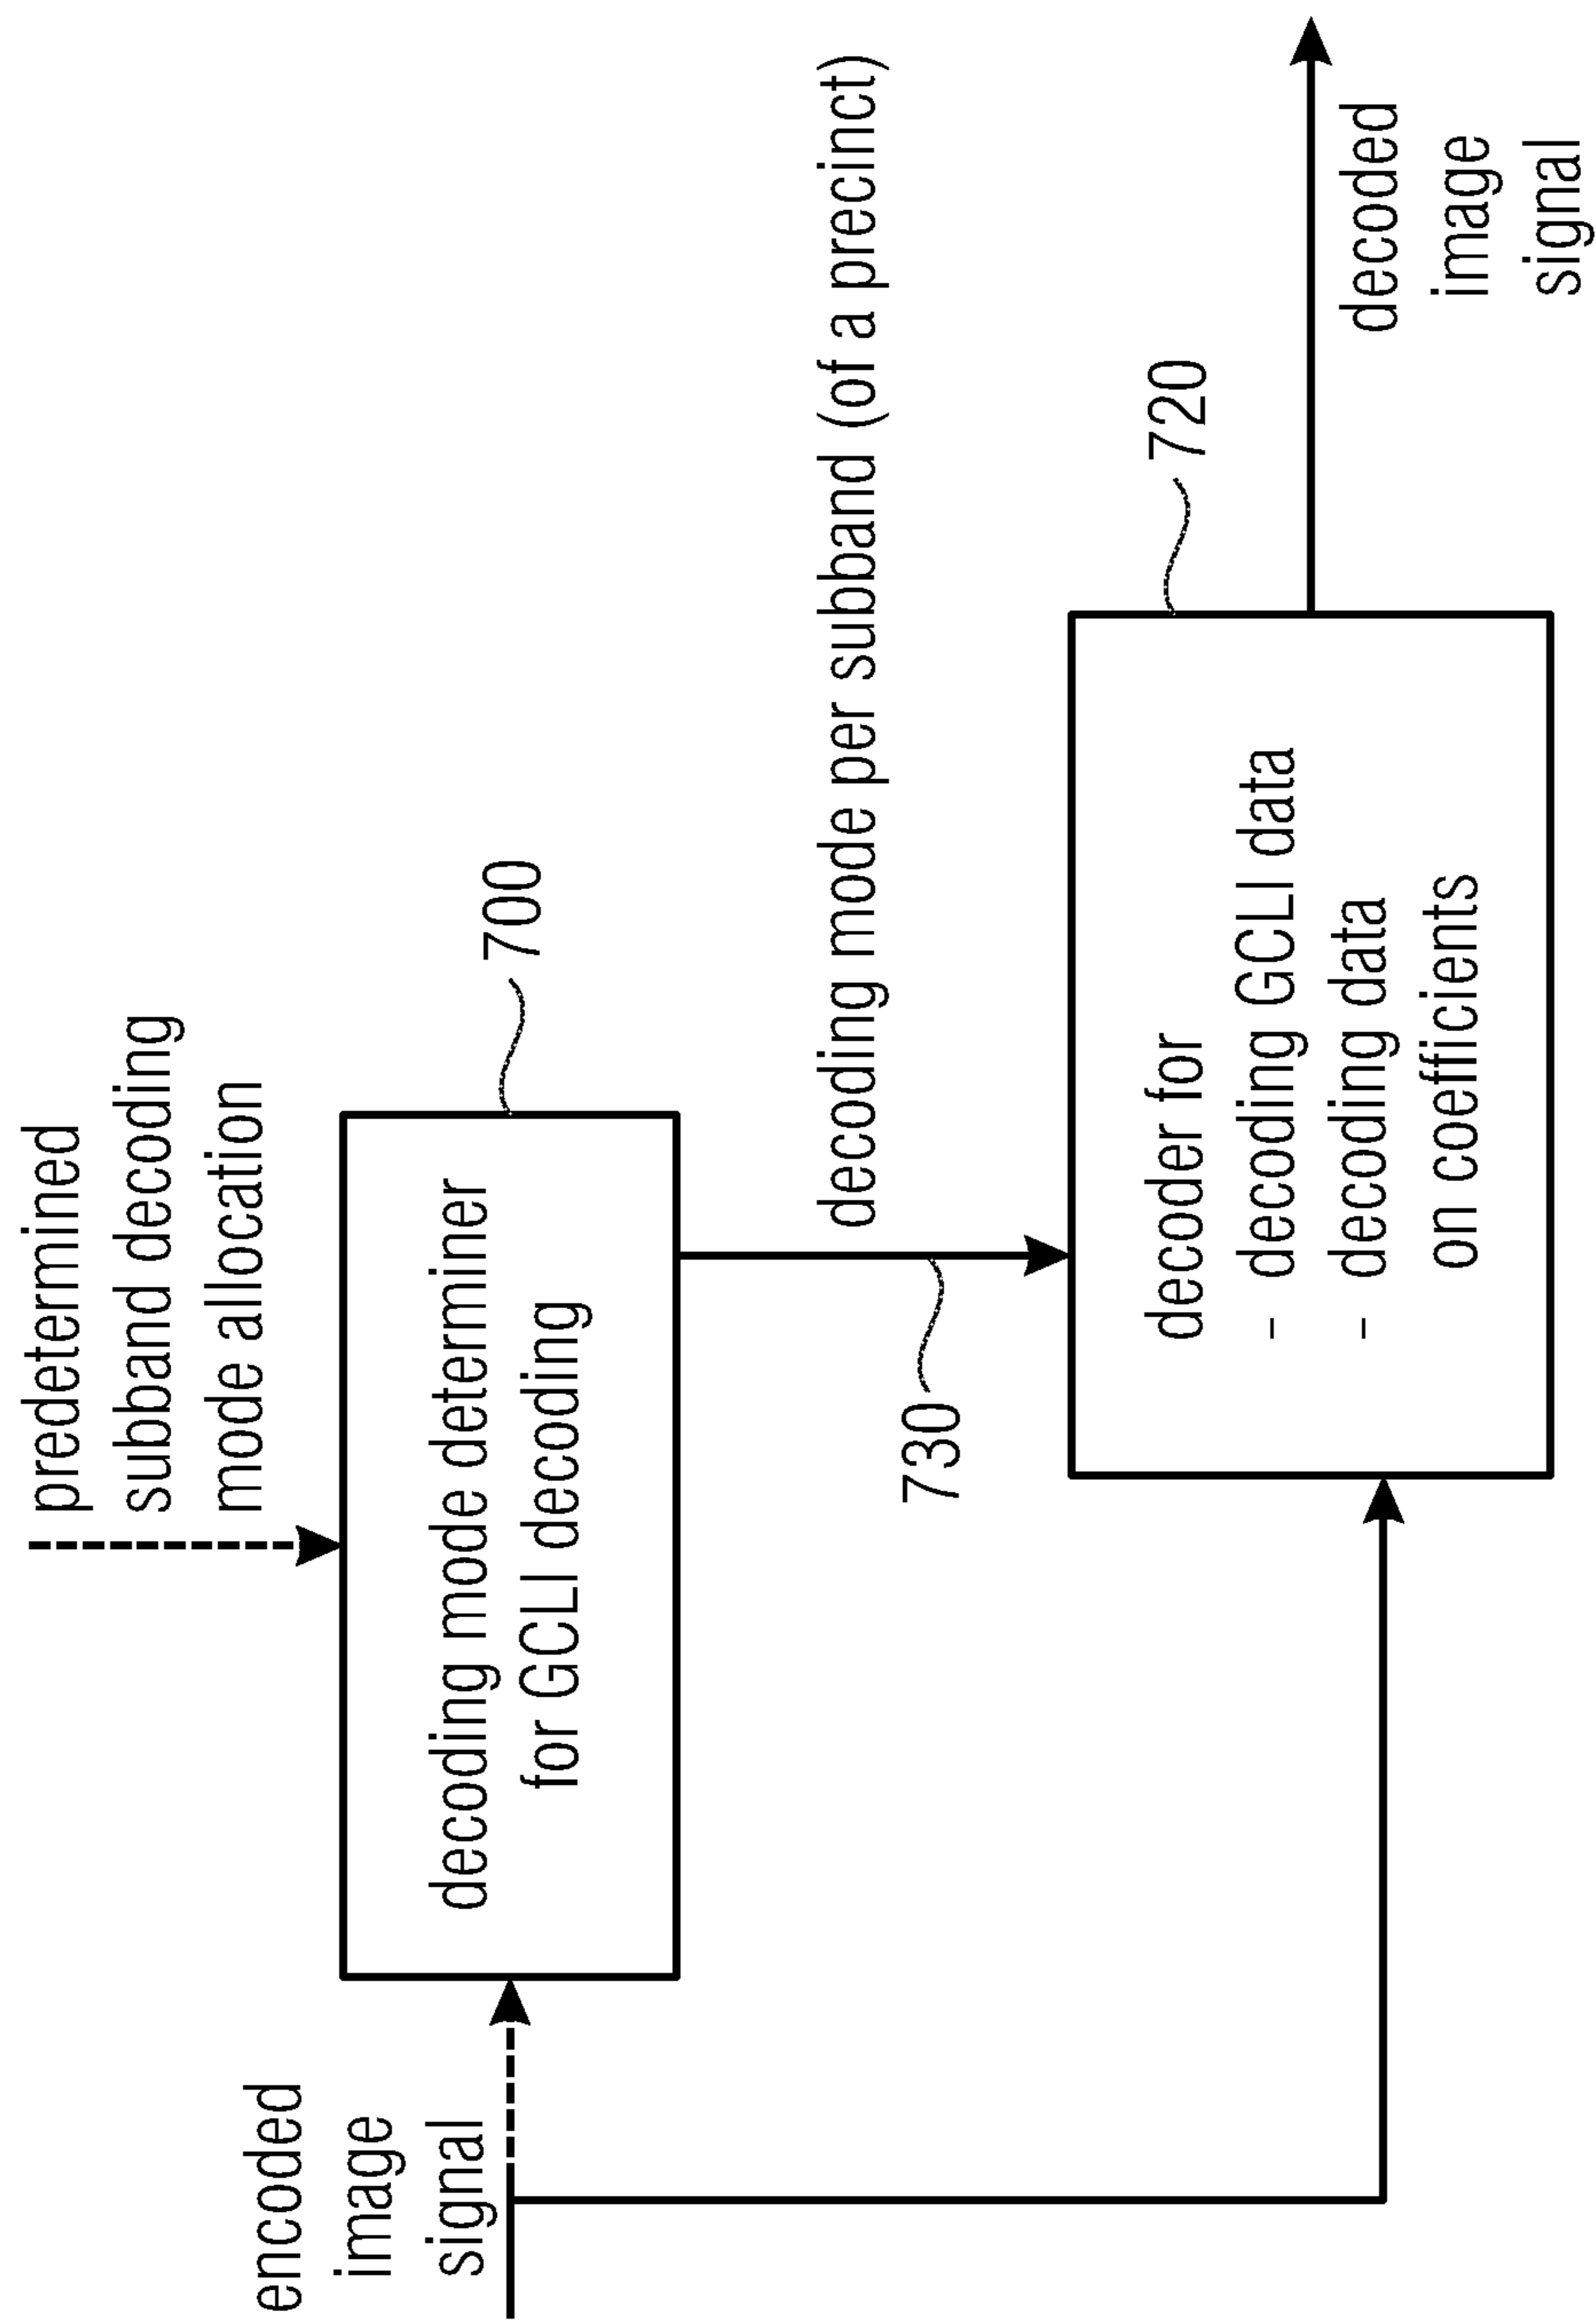 predetermined
subband decoding
mode allocation
encoded
image
signal
decoding mode determiner
for GCLI decoding
700
730
decoding mode per subband (of a precinct)
decoder for
- decoding GCLI data
- decoding data
on coefficients
720
decoded
image
signal